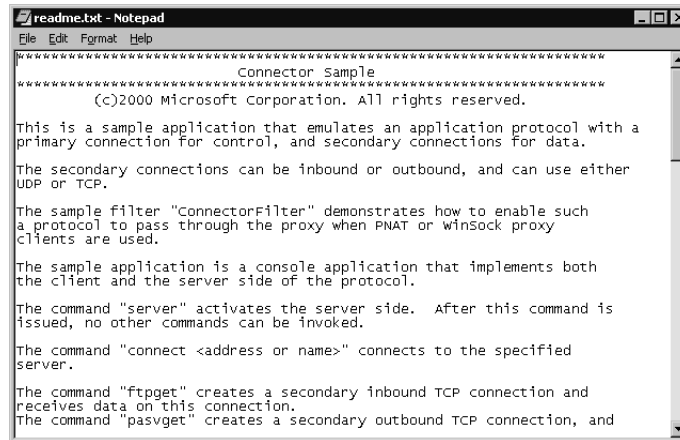 readme.txt - Notepad
File Edit Format Help
***********************************************************************
Connector Sample
***********************************************************************
(c)2000 Microsoft Corporation. All rights reserved.
This is a sample application that emulates an application protocol with a
primary connection for control, and secondary connections for data.
The secondary connections can be inbound or outbound, and can use either
UDP or TCP.
The sample filter "ConnectorFilter" demonstrates how to enable such
a protocol to pass through the proxy when PNAT or WinSock proxy
clients are used.
The sample application is a console application that implements both
the client and the server side of the protocol.
The command "server" activates the server side. After this command is
issued, no other commands can be invoked.
The command "connect <address or name>" connects to the specified
server.
The command "ftpget" creates a secondary inbound TCP connection and
receives data on this connection.
The command "pasvget" creates a secondary outbound TCP connection, and